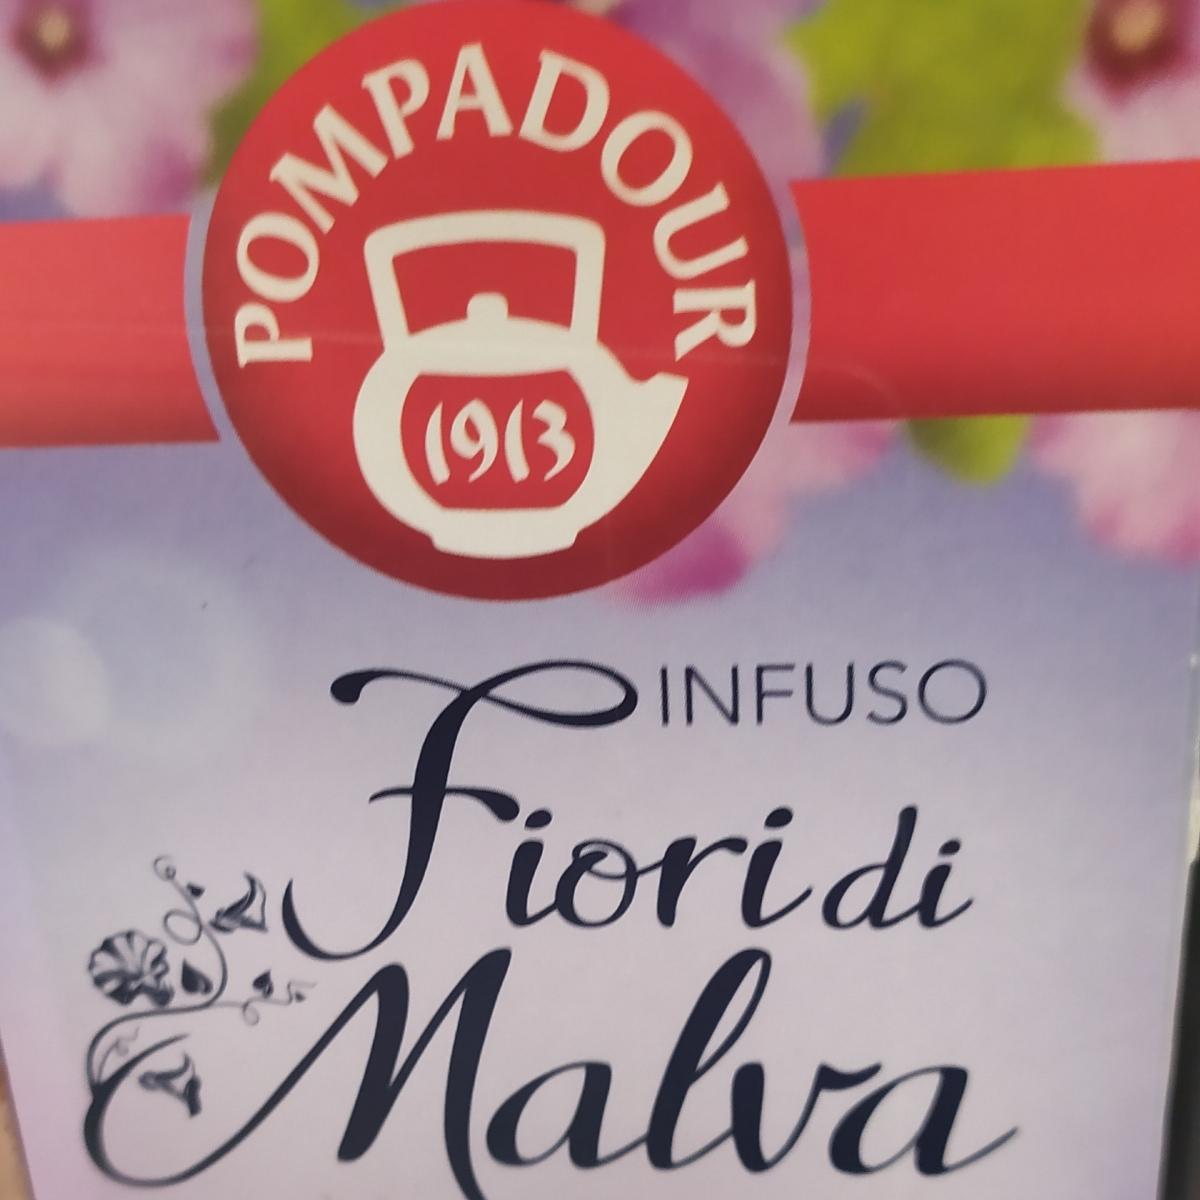 POMPADOUR
1913
INFUSO
Fiori di
Malva